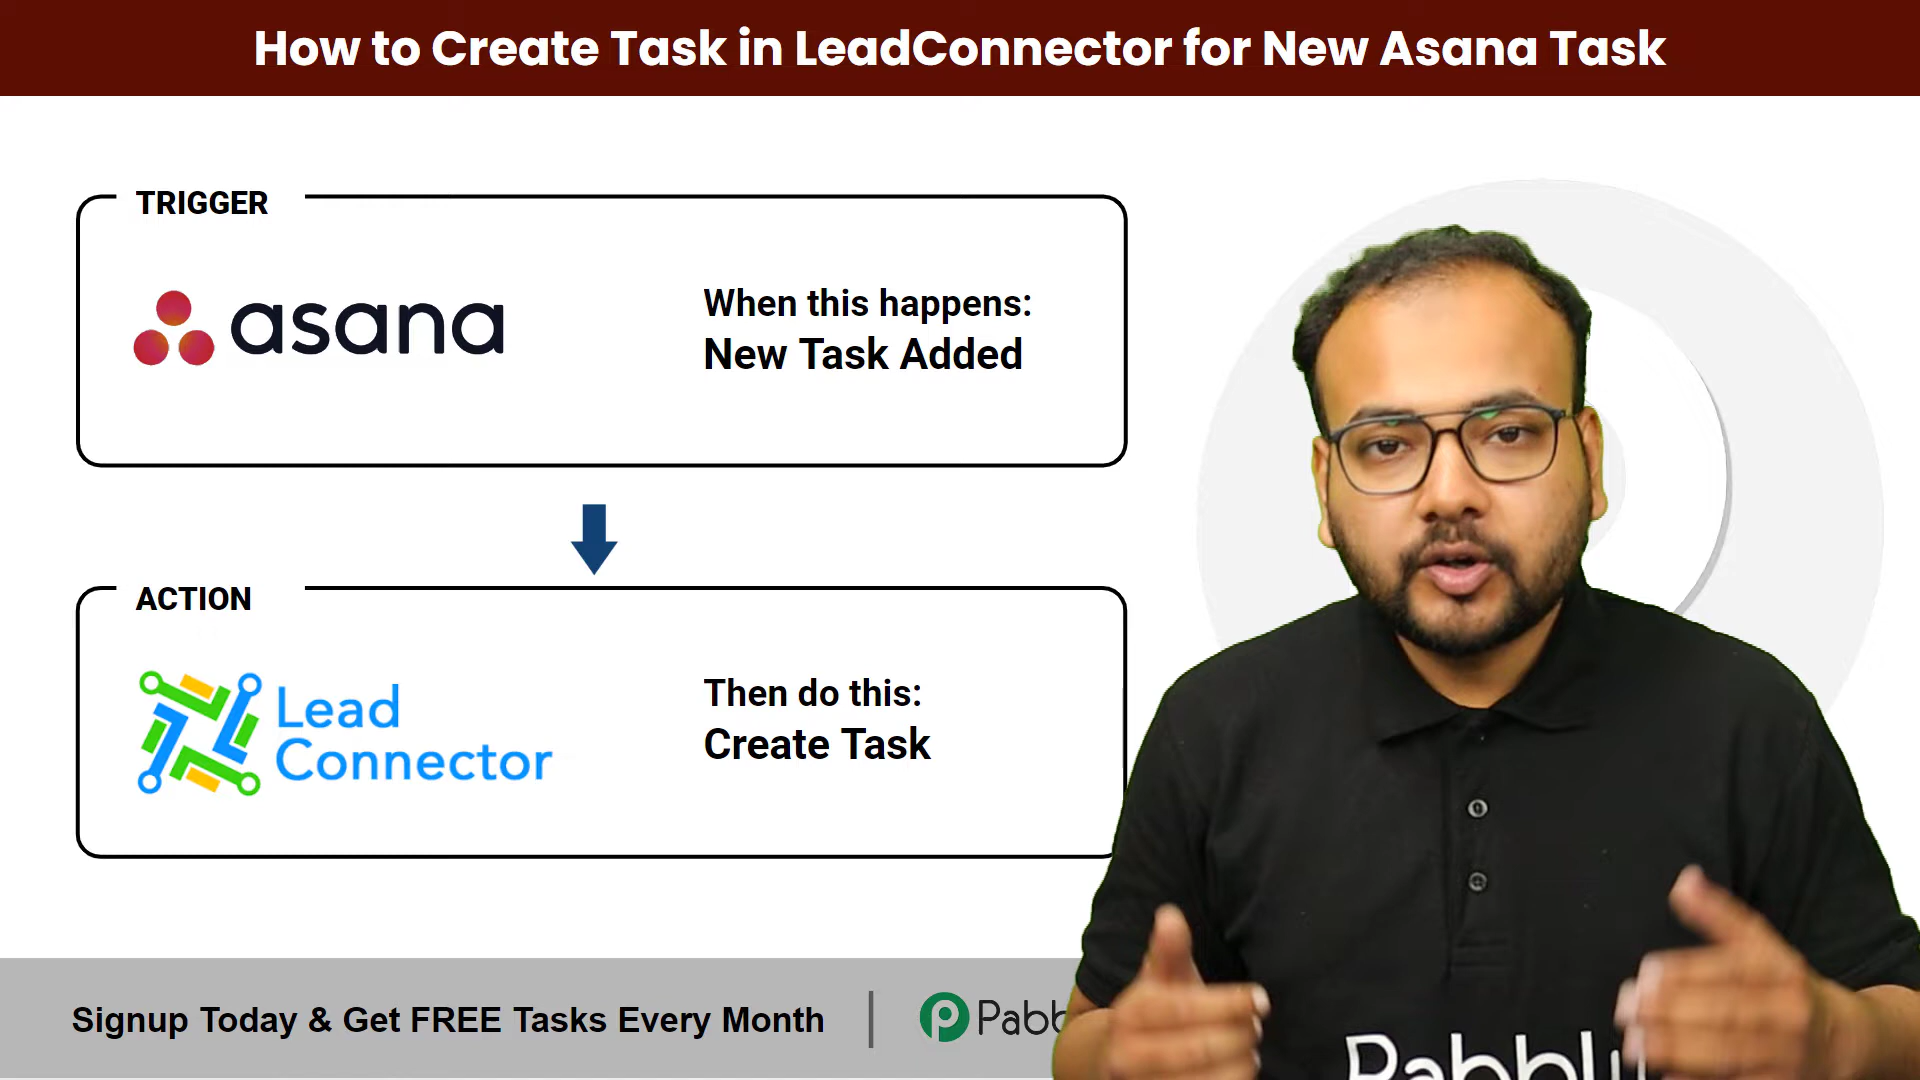 How to Create Task in LeadConnector for New Asana Task
TRIGGER
asana
When this happens:
New Task Added
ACTION
Lead
Connector
Then do this:
Create Task
Signup Today & Get FREE Tasks Every Month